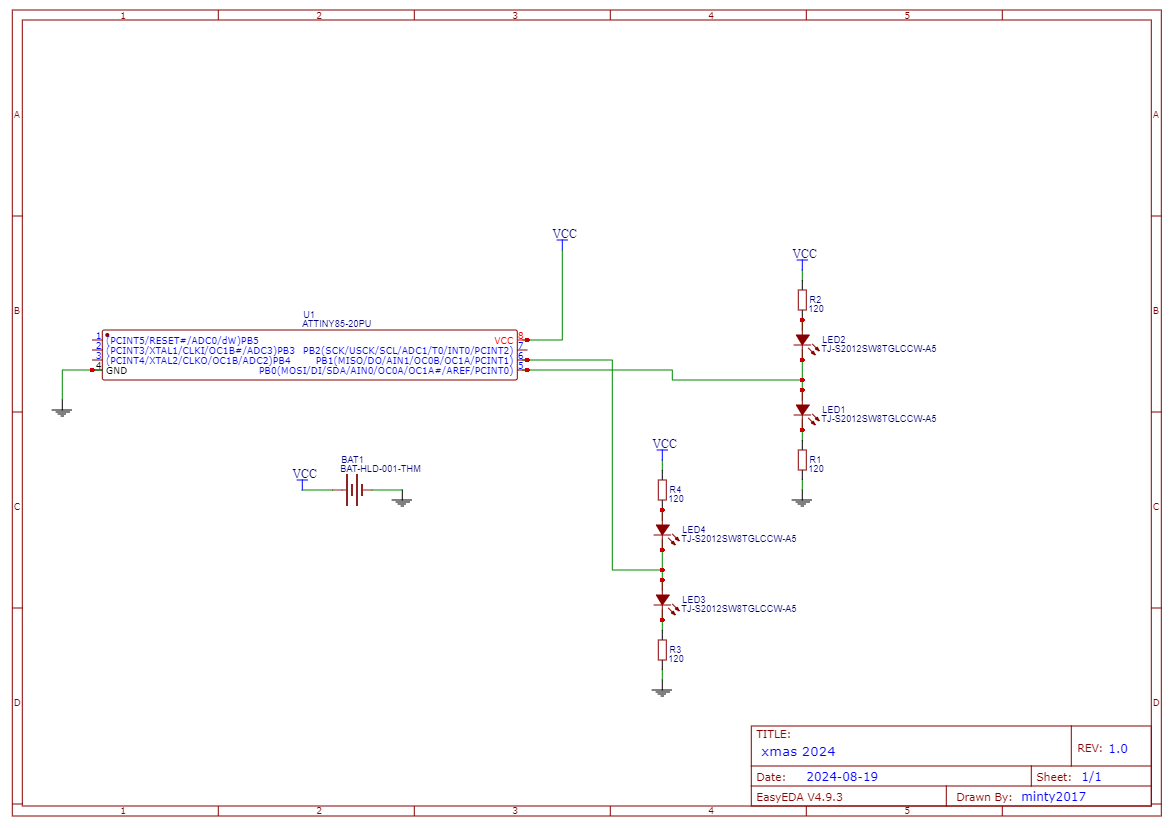 1 2 3 4 5
A A
VCC
VCC
R2
120
B B
U1
ATTINY85-20PU
1 (PCINT5/RESET#/ADC0/dW)PB5 VCC 8
2 (PCINT3/XTAL1/CLKI/OC1B#/ADC3)PB3 PB2(SCK/USCK/SCL/ADC1/T0/INT0/PCINT2) 7
3 (PCINT4/XTAL2/CLKO/OC1B/ADC2)PB4 PB1(MISO/DO/AIN1/OC0B/OC1A/PCINT1) 6
4 GND PB0(MOSI/DI/SDA/AIN0/OC0A/OC1A#/AREF/PCINT0) 5
LED2
TJ-S2012SW8TGLCCW-A5
LED1
TJ-S2012SW8TGLCCW-A5
VCC
R1
120
BAT1
BAT-HLD-001-THM
VCC
R4
120
C C
LED4
TJ-S2012SW8TGLCCW-A5
LED3
TJ-S2012SW8TGLCCW-A5
R3
120
D D
TITLE:
xmas 2024
REV: 1.0
Date: 2024-08-19
Sheet: 1/1
EasyEDA V4.9.3
Drawn By: minty2017
1 2 3 4 5